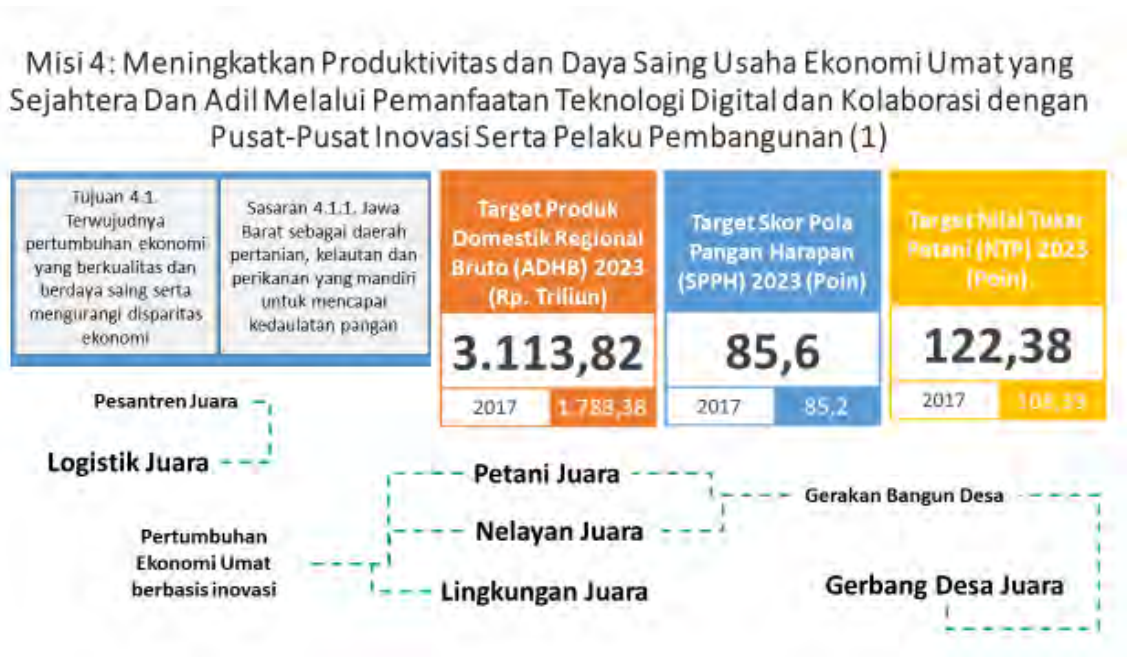 Misi 4: Meningkatkan Produktivitas dan Daya Saing Usaha Ekonomi Umat yang
Sejahtera Dan Adil Melalui Pemanfaatan Teknologi Digital dan Kolaborasi dengan
Pusat-Pusat Inovasi Serta Pelaku Pembangunan (1)
Tujuan 4.1.
Terwujudnya
pertumbuhan ekonomi
yang berkualitas dan
berdaya saing serta
mengurangi disparitas
ekonomi
Sasaran 4.1.1. Jawa
Barat sebagai daerah
pertanian, kelautan dan
perikanan yang mandiri
untuk mencapai
kedaulatan pangan
Target Produk
Domestik Regional
Bruto (ADHB) 2023
(Rp. Triliun)
3.113,82
2017
Target Skor Pola
Pangan Harapan
(SPPH) 2023 (Poin)
85,6
2017 85,2
Target Nilai Tukar
Petani (NTP) 2023
(Poin)
122,38
2017
Pesantren Juara
Logistik Juara
Pertumbuhan
Ekonomi Umat
berbasis inovasi
Petani Juara
Nelayan Juara
Lingkungan Juara
Gerakan Bangun Desa
Gerbang Desa Juara